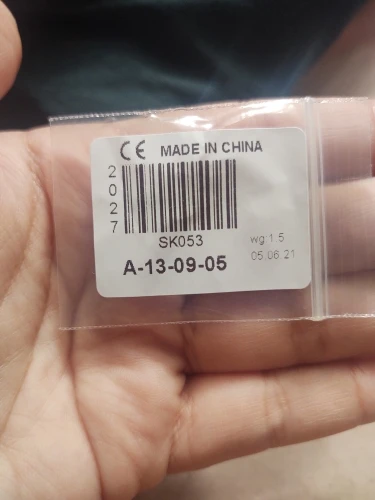 CE MADE IN CHINA
2027
SK053
wg 1.5
A-13-09-05
05.06.21